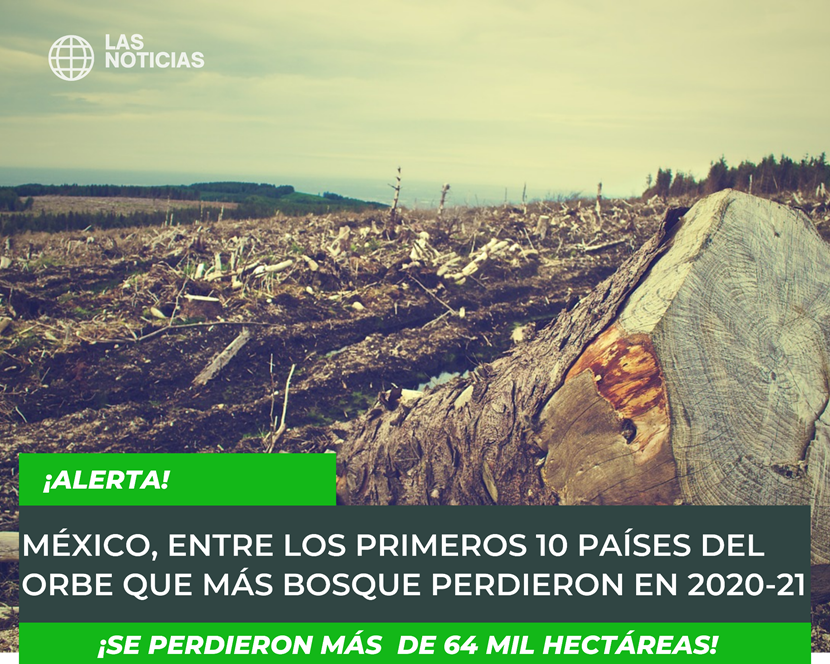 LAS
NOTICIAS
¡ALERTA!
MÉXICO, ENTRE LOS PRIMEROS 10 PAÍSES DEL
ORBE QUE MÁS BOSQUE PERDIERON EN 2020-21
¡SE PERDIERON MÁS  DE 64 MIL HECTÁREAS!